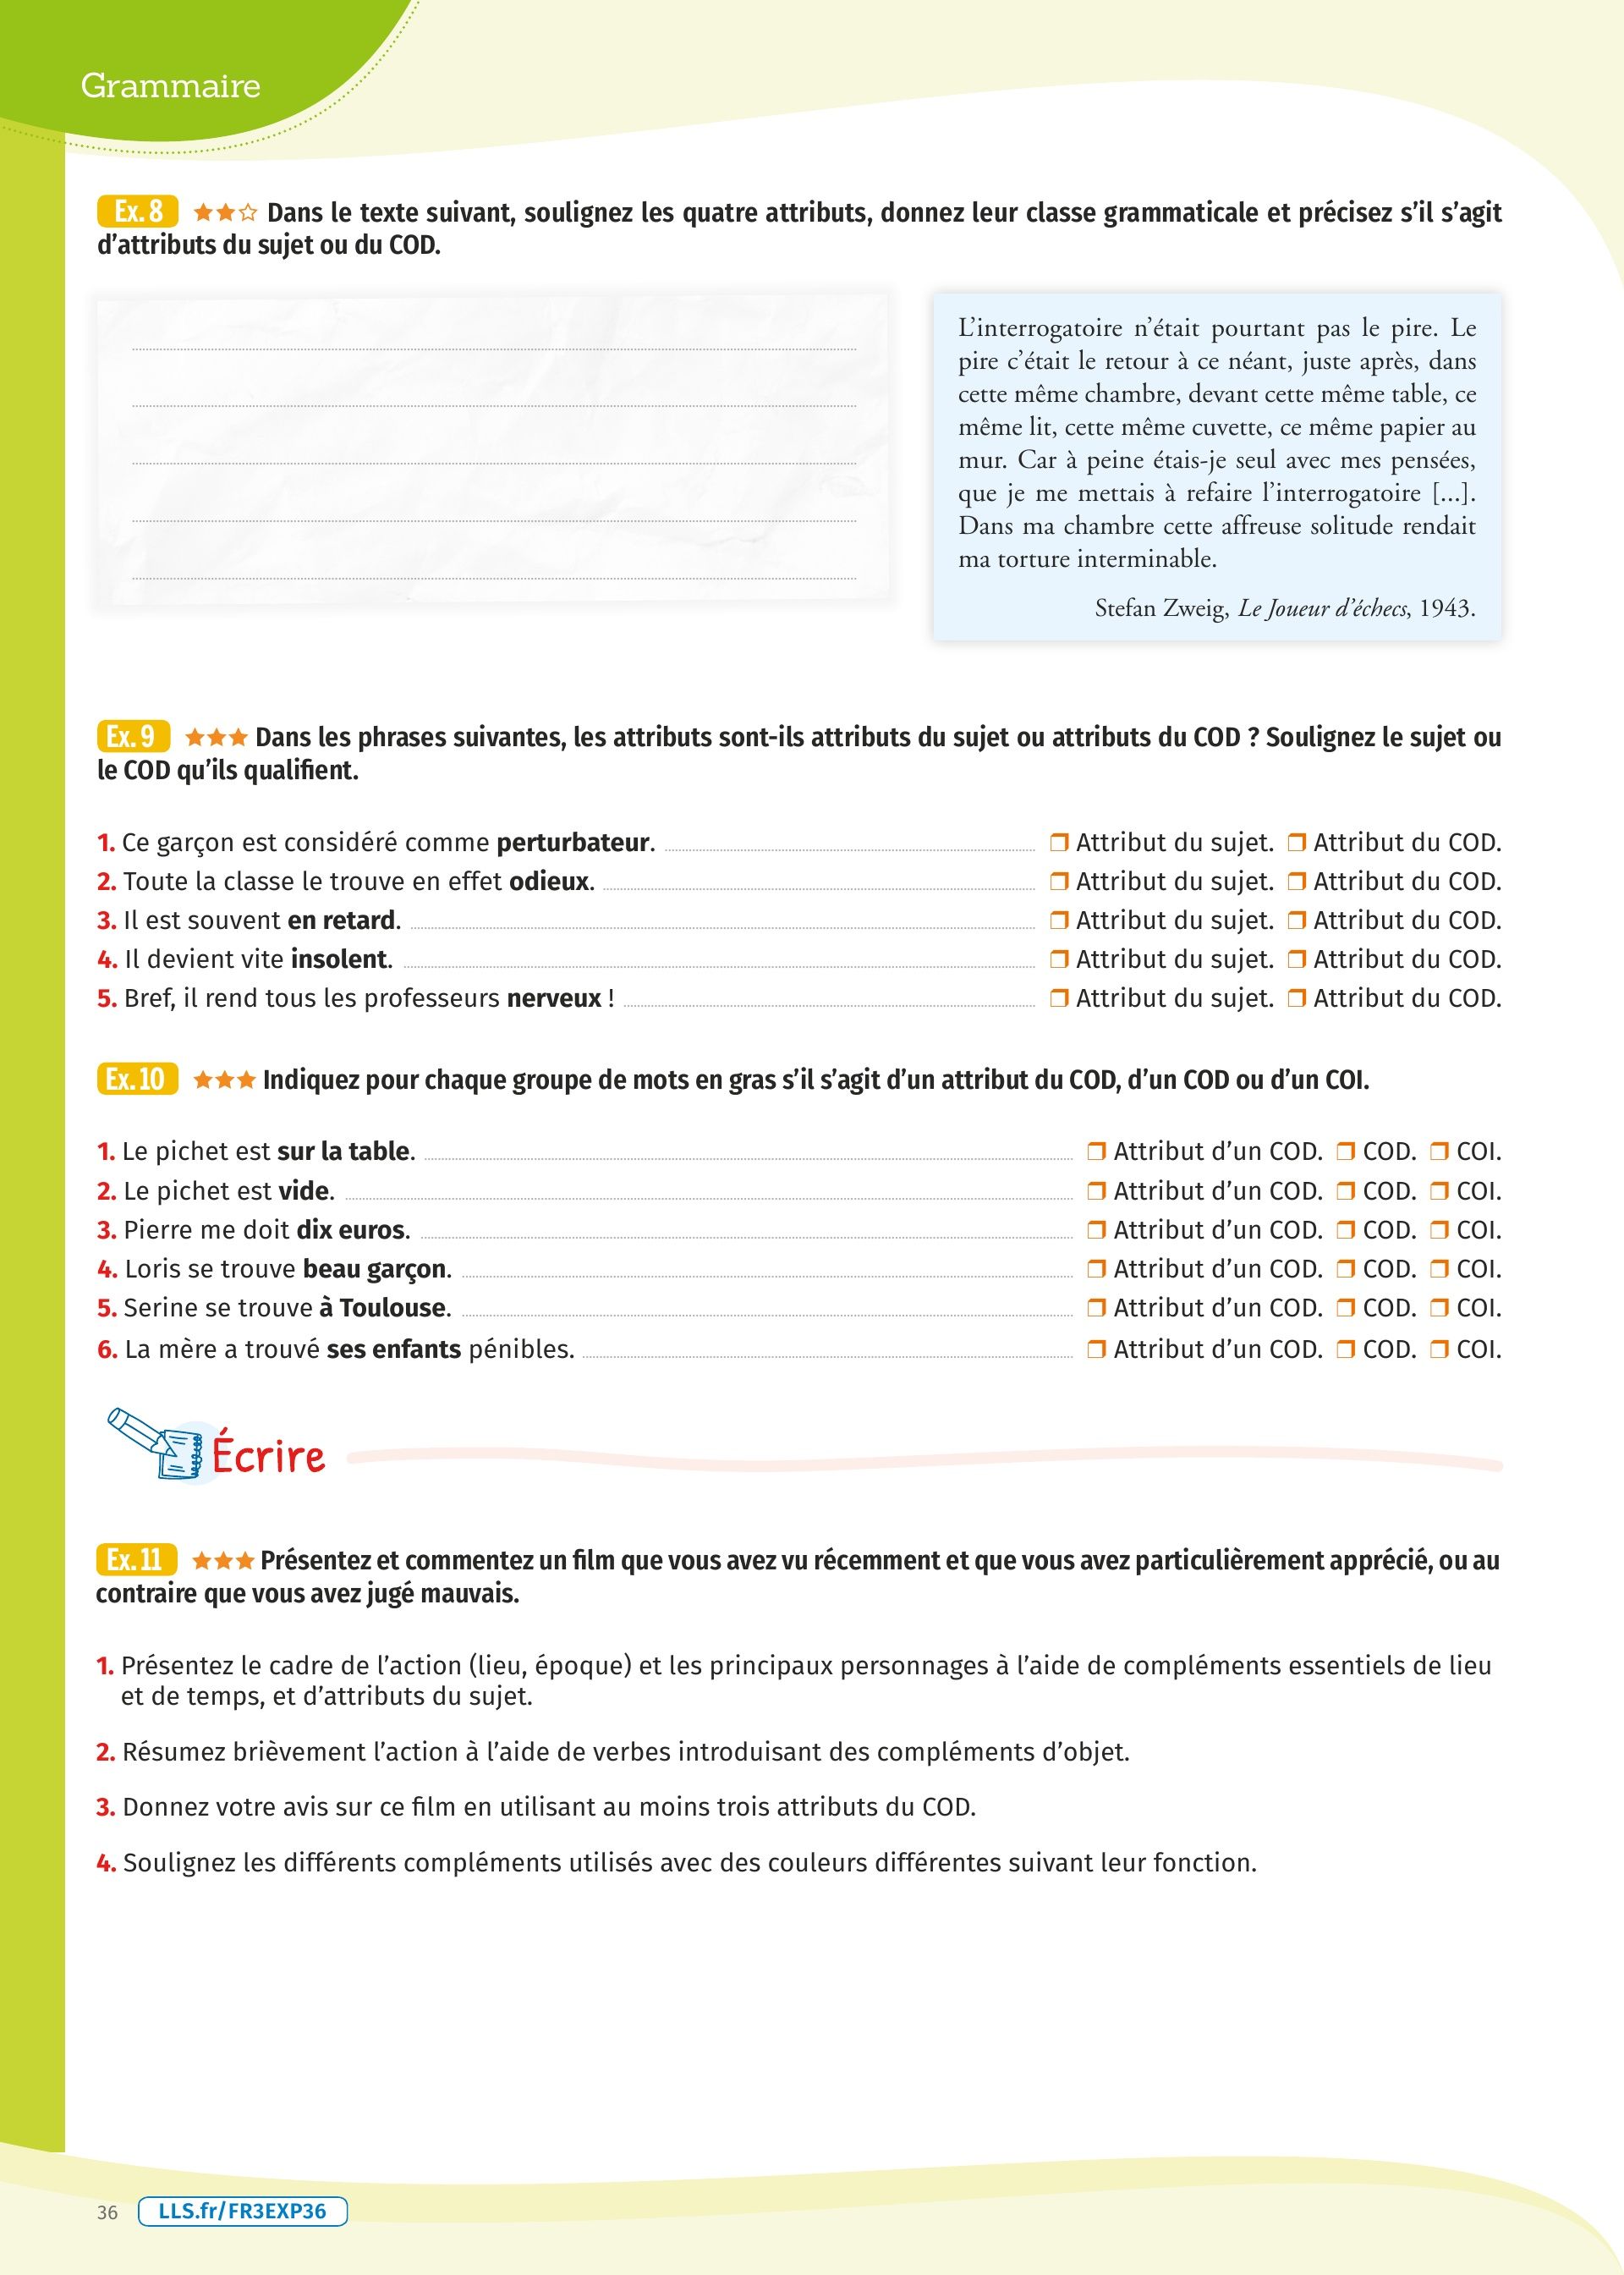 Grammaire
Ex. 8 ★★☆ Dans le texte suivant, soulignez les quatre attributs, donnez leur classe grammaticale et précisez s’il s’agit
d’attributs du sujet ou du COD.
L’interrogatoire n’était pourtant pas le pire. Le
pire c’était le retour à ce néant, juste après, dans
cette même chambre, devant cette même table, ce
même lit, cette même cuvette, ce même papier au
mur. Car à peine étais-je seul avec mes pensées,
que je me mettais à refaire l’interrogatoire [...].
Dans ma chambre cette affreuse solitude rendait
ma torture interminable.
Stefan Zweig, Le Joueur d’échecs, 1943.
Ex. 9 ★★★ Dans les phrases suivantes, les attributs sont-ils attributs du sujet ou attributs du COD ? Soulignez le sujet ou
le COD qu’ils qualifient.
1. Ce garçon est considéré comme perturbateur. ❒ Attribut du sujet. ❒ Attribut du COD.
2. Toute la classe le trouve en effet odieux. ❒ Attribut du sujet. ❒ Attribut du COD.
3. Il est souvent en retard. ❒ Attribut du sujet. ❒ Attribut du COD.
4. Il devient vite insolent. ❒ Attribut du sujet. ❒ Attribut du COD.
5. Bref, il rend tous les professeurs nerveux ! ❒ Attribut du sujet. ❒ Attribut du COD.
Ex. 10 ★★★ Indiquez pour chaque groupe de mots en gras s’il s’agit d’un attribut du COD, d’un COD ou d’un COI.
1. Le pichet est sur la table. ❒ Attribut d’un COD. ❒ COD. ❒ COI.
2. Le pichet est vide. ❒ Attribut d’un COD. ❒ COD. ❒ COI.
3. Pierre me doit dix euros. ❒ Attribut d’un COD. ❒ COD. ❒ COI.
4. Loris se trouve beau garçon. ❒ Attribut d’un COD. ❒ COD. ❒ COI.
5. Serine se trouve à Toulouse. ❒ Attribut d’un COD. ❒ COD. ❒ COI.
6. La mère a trouvé ses enfants pénibles. ❒ Attribut d’un COD. ❒ COD. ❒ COI.
Écrire
Ex. 11 ★★★ Présentez et commentez un film que vous avez vu récemment et que vous avez particulièrement apprécié, ou au
contraire que vous avez jugé mauvais.
1. Présentez le cadre de l’action (lieu, époque) et les principaux personnages à l’aide de compléments essentiels de lieu
et de temps, et d’attributs du sujet.
2. Résumez brièvement l’action à l’aide de verbes introduisant des compléments d’objet.
3. Donnez votre avis sur ce film en utilisant au moins trois attributs du COD.
4. Soulignez les différents compléments utilisés avec des couleurs différentes suivant leur fonction.
36 LLS.fr/FR3EXP36